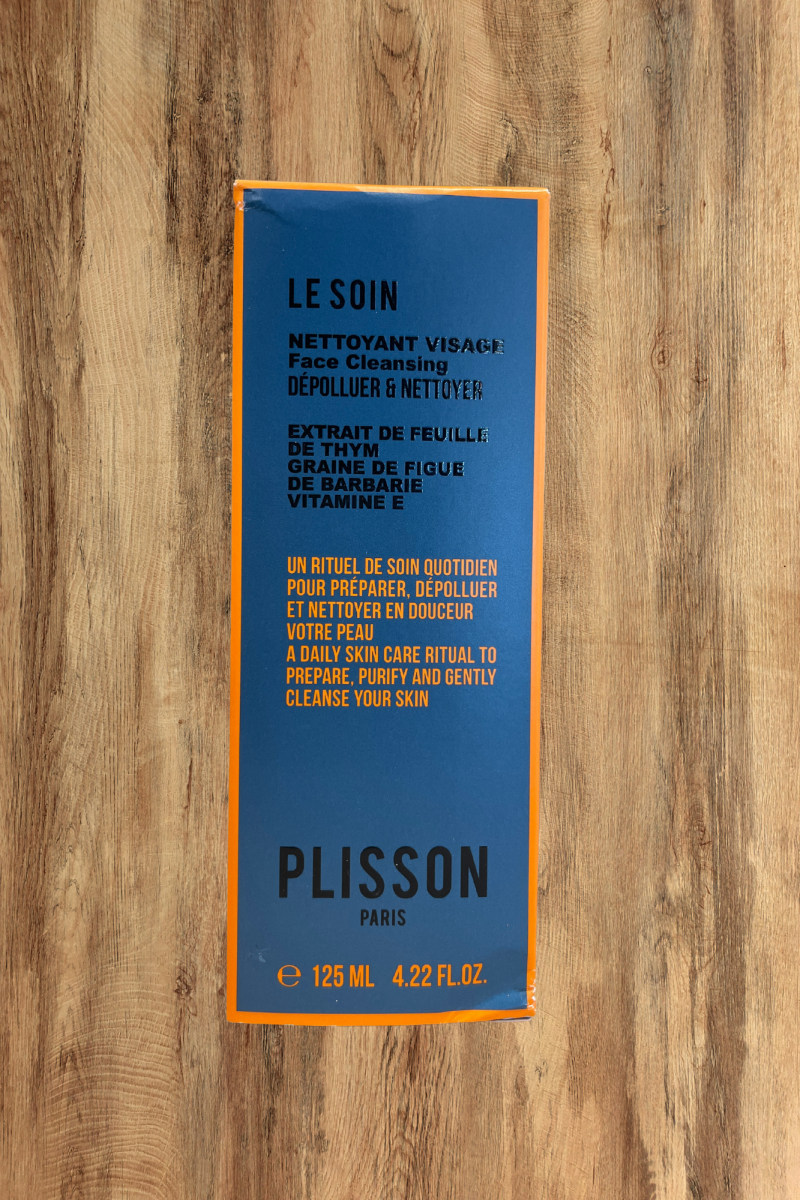 LE SOIN
NETTOYANT VISAGE
Face Cleansing
DÉPOLLUER & NETTOYER
EXTRAIT DE FEUILLE
DE THYM
GRAINE DE FIGUE
DE BARBARIE
VITAMINE E
UN RITUEL DE SOIN QUOTIDIEN
POUR PRÉPARER, DÉPOLLUER
ET NETTOYER EN DOUCEUR
VOTRE PEAU
A DAILY SKIN CARE RITUAL TO
PREPARE, PURIFY AND GENTLY
CLEANSE YOUR SKIN
PLISSON
PARIS
℮ 125 ML 4.22 FL.OZ.